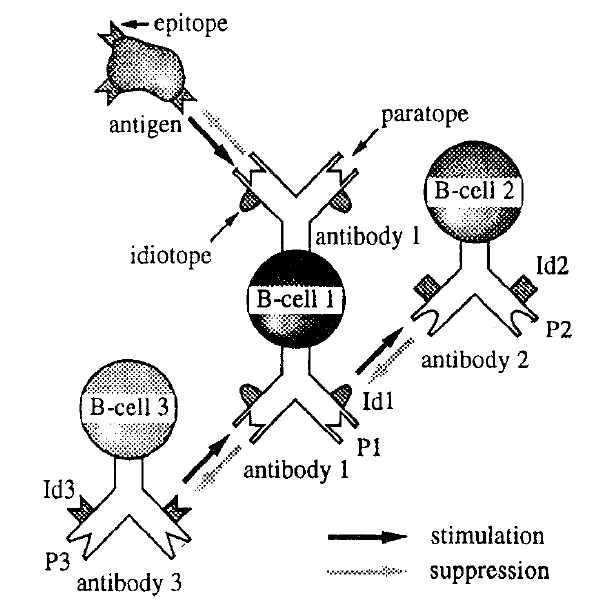 epitope
antigen
paratope
B-cell 2
idiotope
antibody 1
Id2
B-cell 1
P2
antibody 2
B-cell 3
Id1
P1
antibody 1
Id3
P3
antibody 3
stimulation
suppression